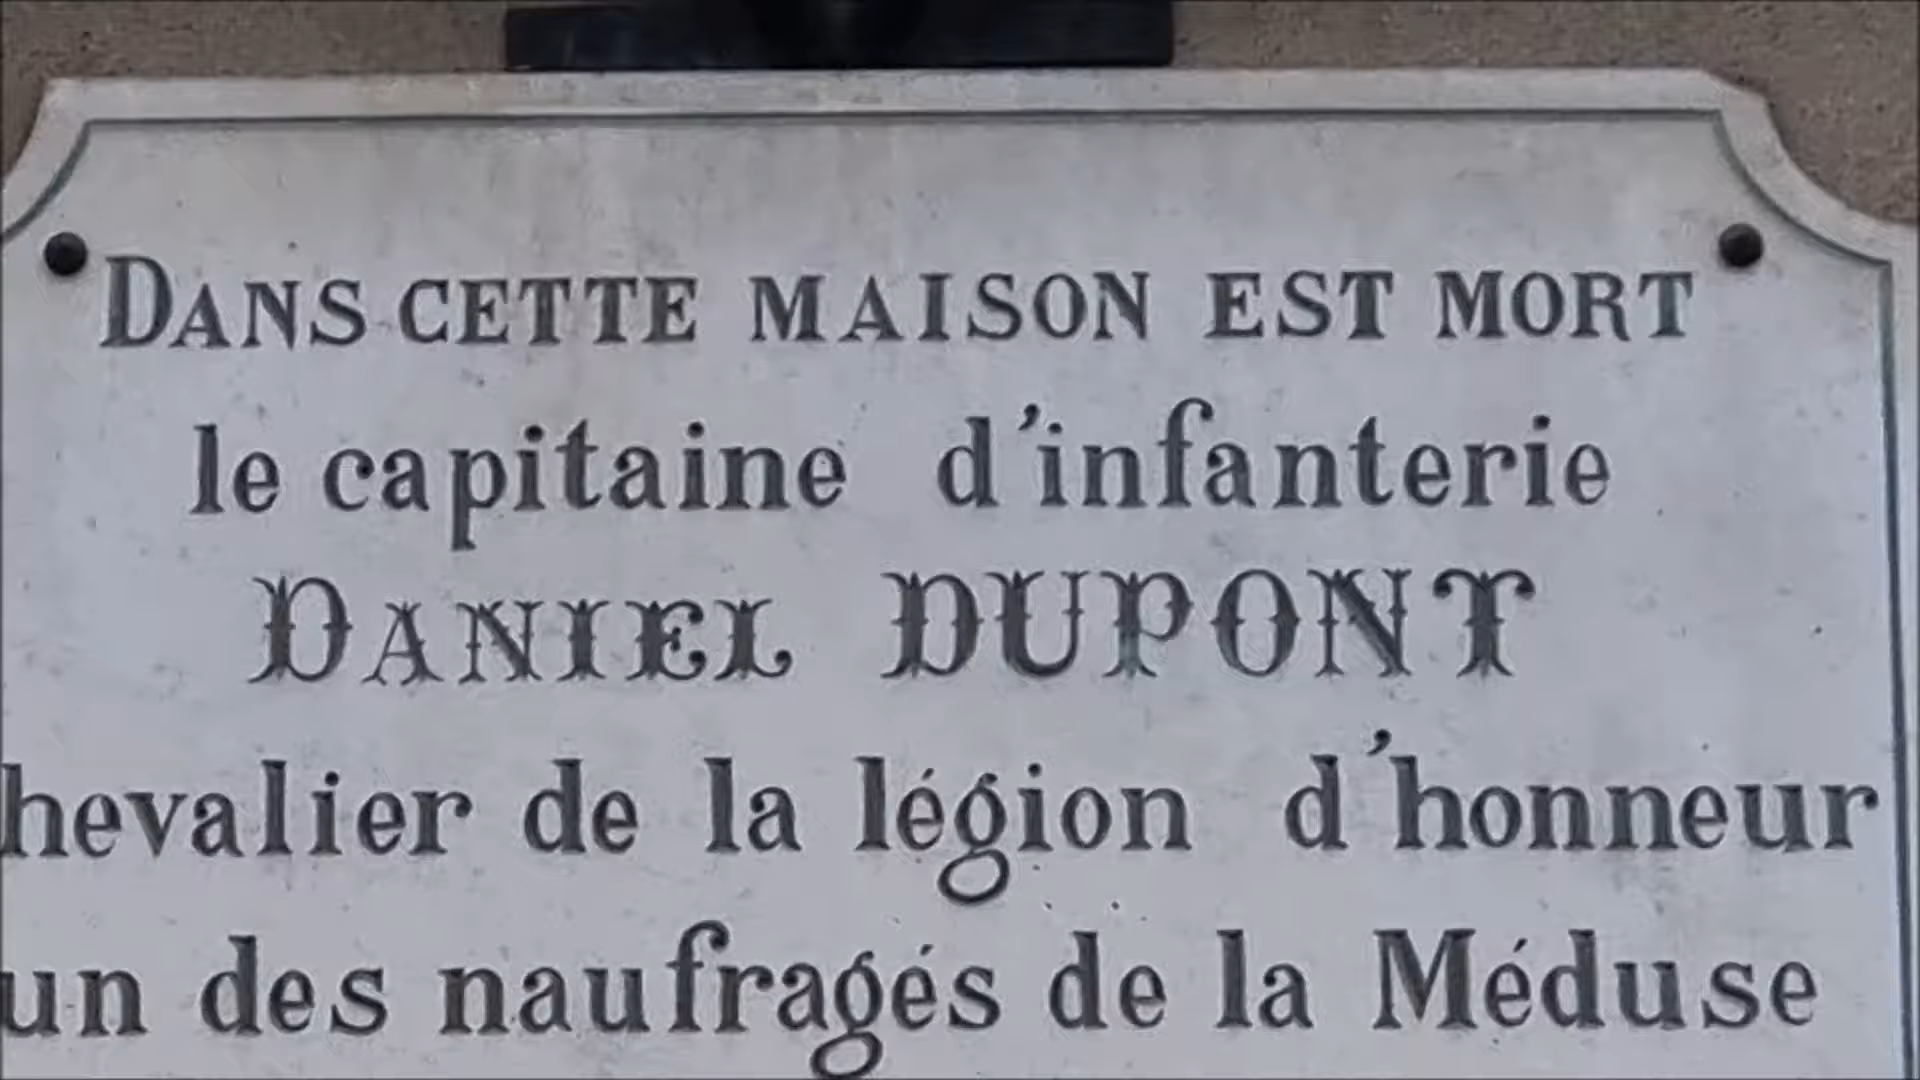 DANS CETTE MAISON EST MORT
le capitaine d'infanterie
DANIEL DUPONT
hevalier de la légion d'honneur
un des naufragés de la Méduse